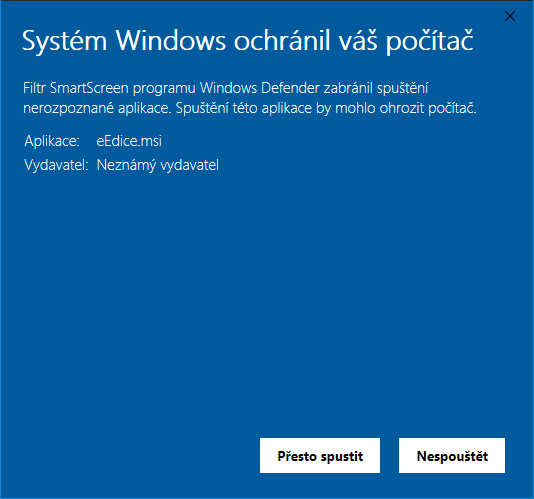 Systém Windows ochránil váš počítač
Filtr SmartScreen programu Windows Defender zabránil spuštění
nerozpoznané aplikace. Spuštění této aplikace by mohlo ohrozit počítač.
Aplikace: eEdice.msi
Vydavatel: Neznámý vydavatel
Přesto spustit Nespouštět